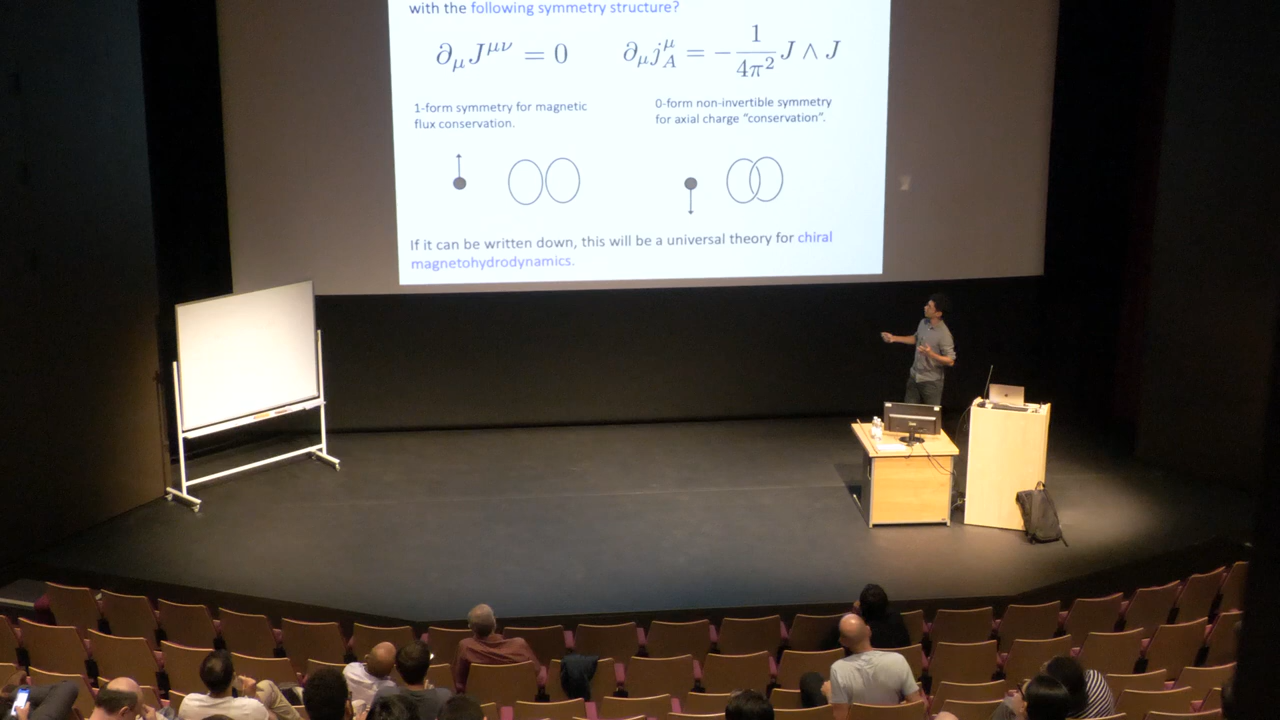 with the following symmetry structure?
∂_μ J^{μν} = 0
∂_μ j_A^μ = − 1/4π² J ∧ J
1-form symmetry for magnetic
flux conservation.
0-form non-invertible symmetry
for axial charge “conservation”.
If it can be written down, this will be a universal theory for chiral
magnetohydrodynamics.